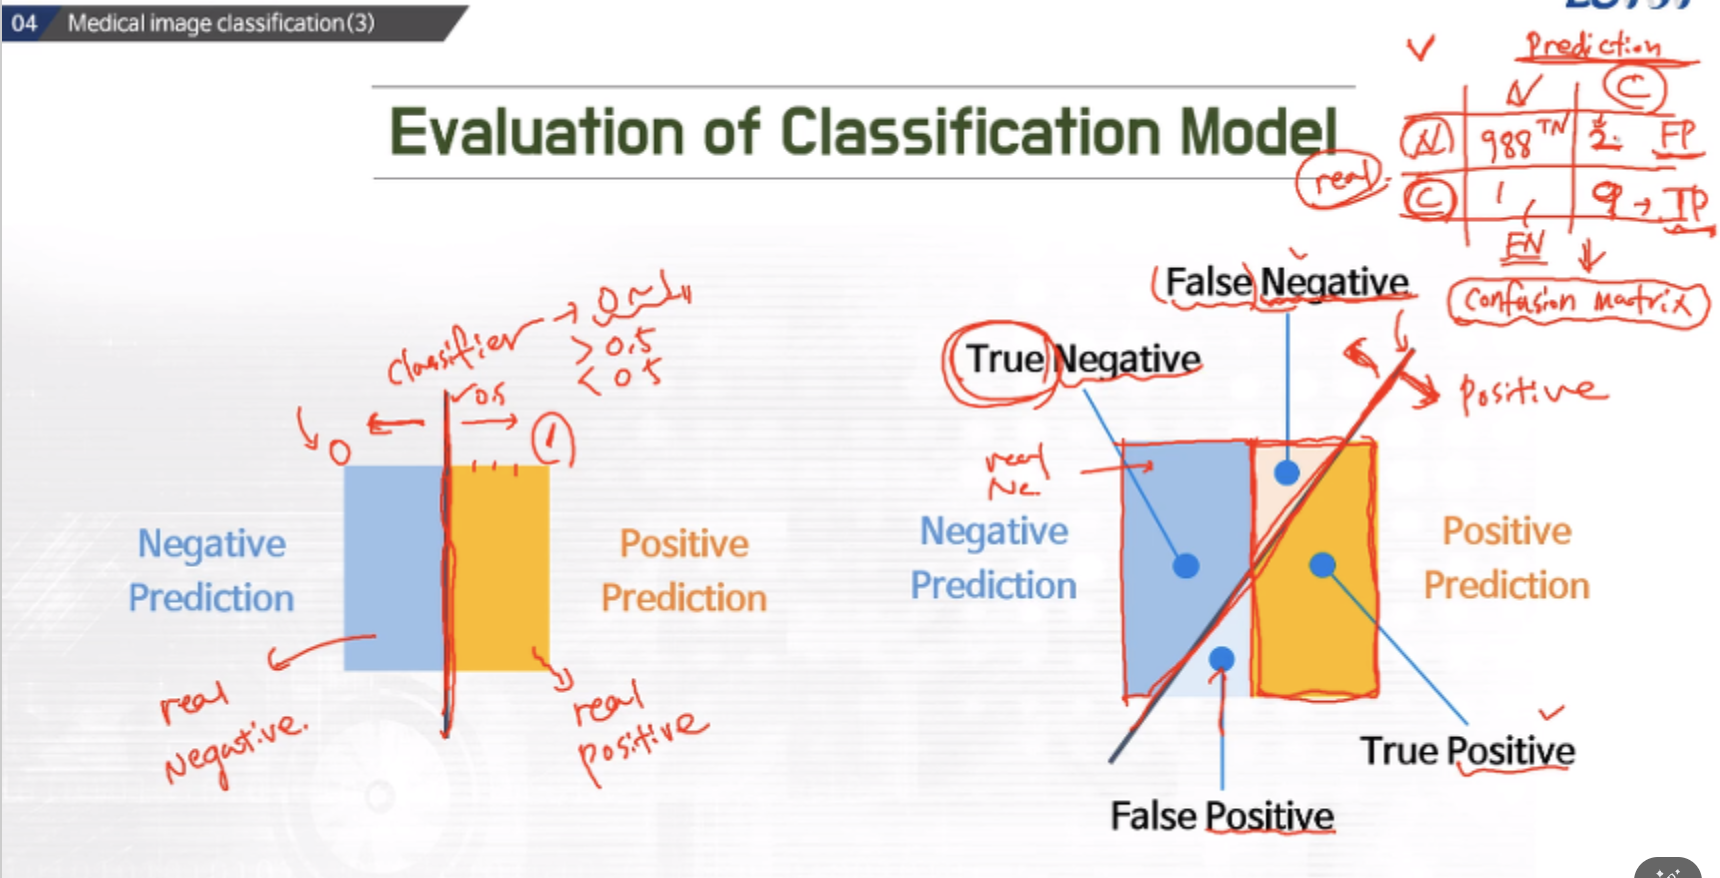 04 Medical image classification(3)
Prediction
N C
Evaluation of Classification Model
N 988 TN 2 FP
real
C 1 9 → TP
FN
Confusion matrix
False Negative
True Negative
Positive
classifier → 0~1
> 0.5
< 0.5
0.5
0 1
real
Ne.
Negative
Prediction
Positive
Prediction
Negative
Prediction
Positive
Prediction
real
negative.
real
positive
True Positive
False Positive